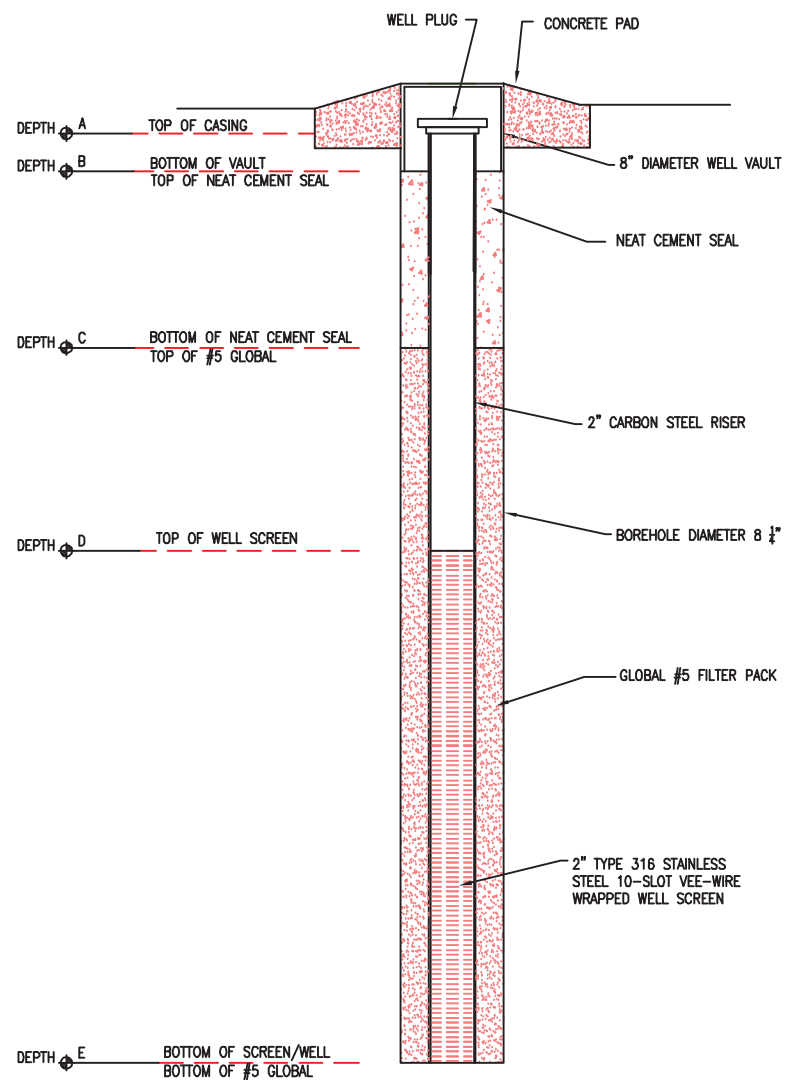 WELL PLUG
CONCRETE PAD
DEPTH A
TOP OF CASING
DEPTH B
BOTTOM OF VAULT
TOP OF NEAT CEMENT SEAL
8" DIAMETER WELL VAULT
NEAT CEMENT SEAL
DEPTH C
BOTTOM OF NEAT CEMENT SEAL
TOP OF #5 GLOBAL
2" CARBON STEEL RISER
DEPTH D
TOP OF WELL SCREEN
BOREHOLE DIAMETER 8 1/4"
GLOBAL #5 FILTER PACK
2" TYPE 316 STAINLESS
STEEL 10-SLOT VEE-WIRE
WRAPPED WELL SCREEN
DEPTH E
BOTTOM OF SCREEN/WELL
BOTTOM OF #5 GLOBAL